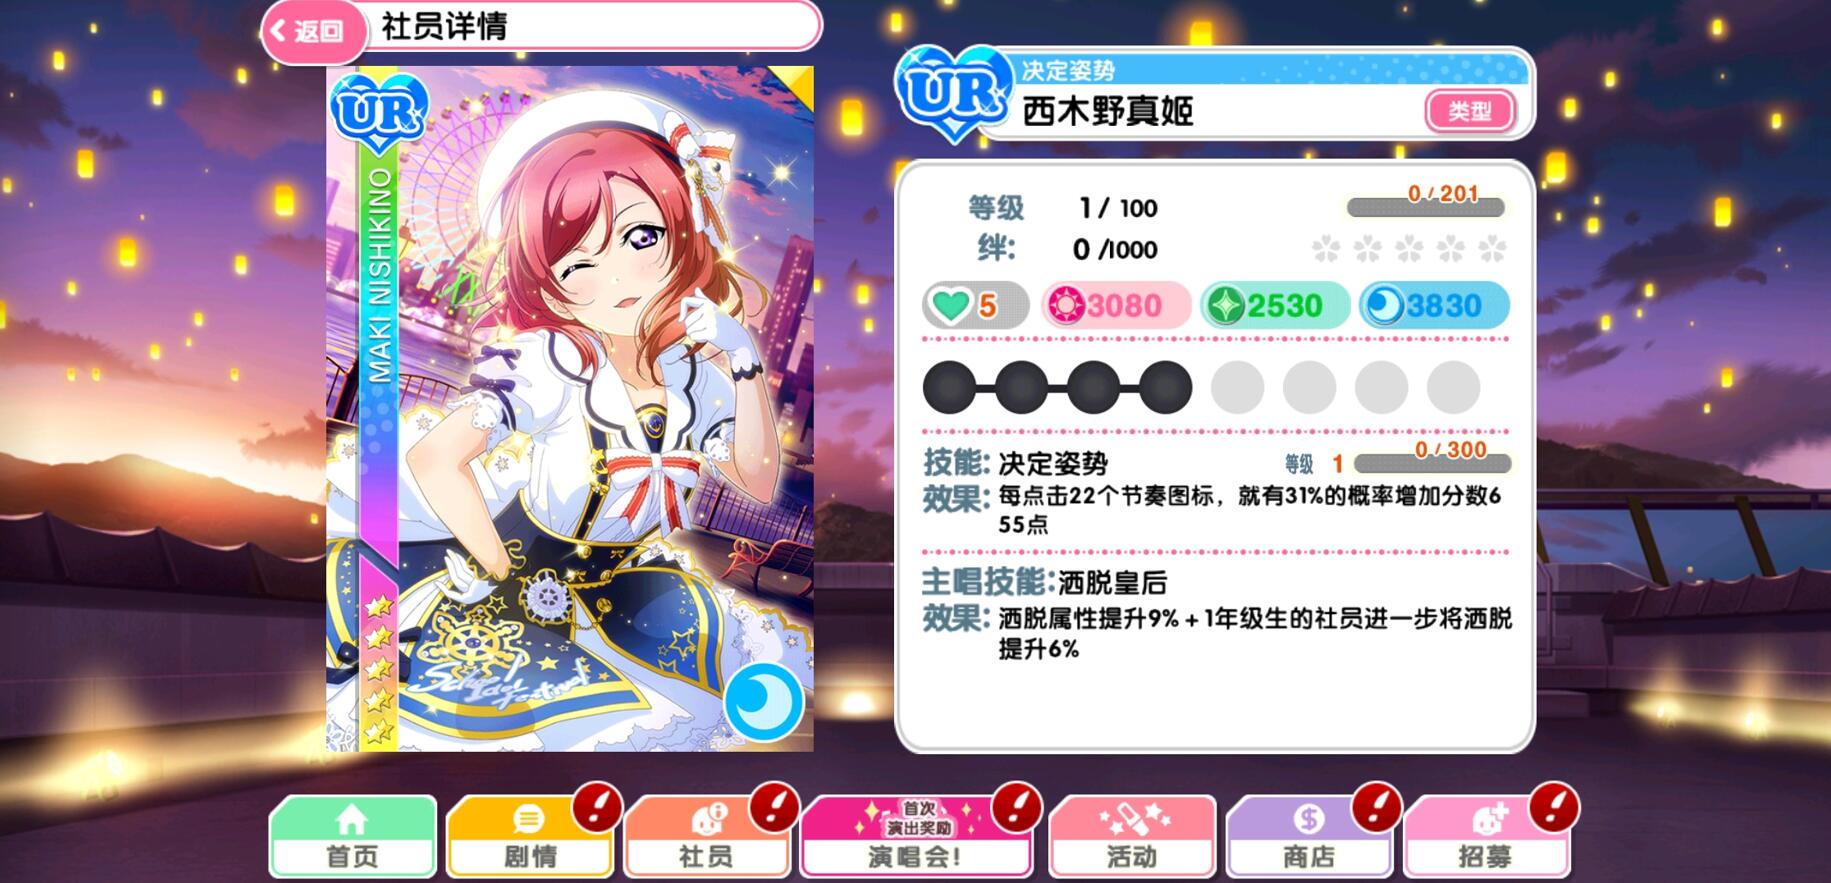 返回
社员详情
UR
MAKI NISHIKINO
School Idol Festival
UR
决定姿势
西木野真姬
类型
等级 1 / 100
0 / 201
绊: 0 /1000
5 3080 2530 3830
技能: 决定姿势 等级 1 0 / 300
效果: 每点击22个节奏图标，就有31%的概率增加分数6
55点
主唱技能: 洒脱皇后
效果: 洒脱属性提升9%+1年级生的社员进一步将洒脱
提升6%
首页
剧情
社员
首次
演出奖励
演唱会!
活动
商店
招募